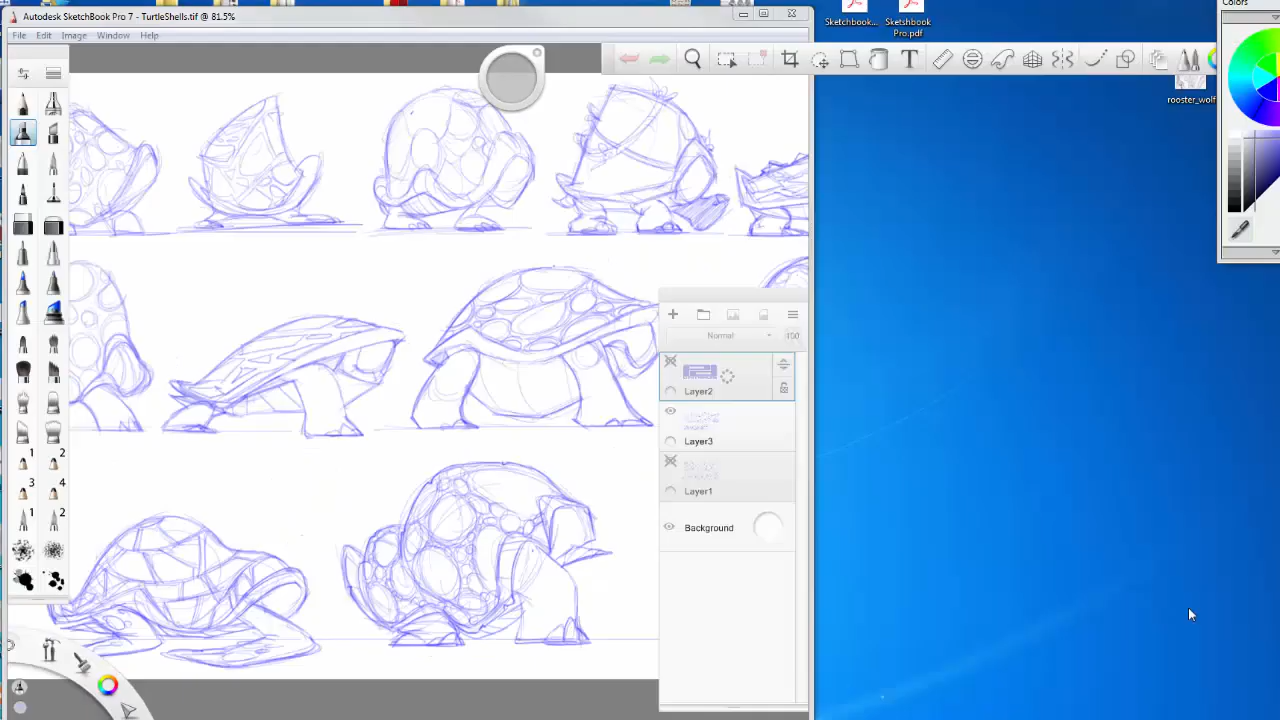 Autodesk SketchBook Pro 7 - TurtleShells.tif @ 81.5%
File Edit Image Window Help
Sketchbook...
Sketshbook
Pro.pdf
Colors
rooster_wolf
T
Normal
100
Layer2
Layer3
Layer1
Background
1 2
3 4
1 2